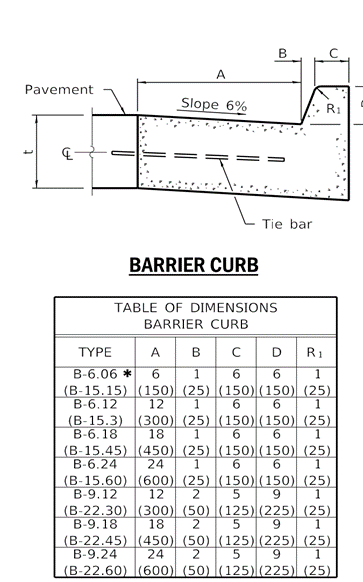 B C
A
Pavement
Slope 6%
R1
t
℄
Tie bar
BARRIER CURB
TABLE OF DIMENSIONS
BARRIER CURB
TYPE A B C D R1
B-6.06 * 6 1 6 6 1
(B-15.15) (150) (25) (150) (150) (25)
B-6.12 12 1 6 6 1
(B-15.3) (300) (25) (150) (150) (25)
B-6.18 18 1 6 6 1
(B-15.45) (450) (25) (150) (150) (25)
B-6.24 24 1 6 6 1
(B-15.60) (600) (25) (150) (150) (25)
B-9.12 12 2 5 9 1
(B-22.30) (300) (50) (125) (225) (25)
B-9.18 18 2 5 9 1
(B-22.45) (450) (50) (125) (225) (25)
B-9.24 24 2 5 9 1
(B-22.60) (600) (50) (125) (225) (25)